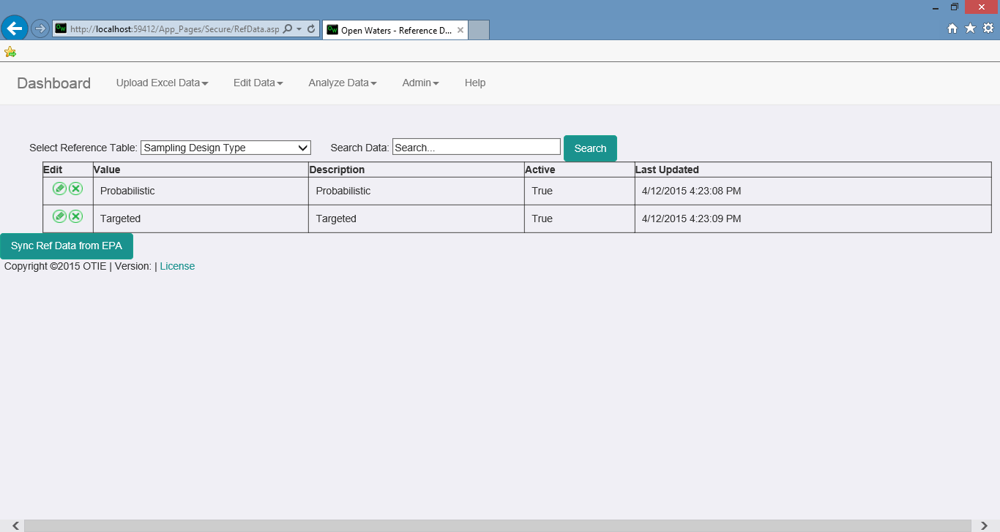 http://localhost:59412/App_Pages/Secure/RefData.asp
Open Waters - Reference D...
Dashboard Upload Excel Data Edit Data Analyze Data Admin Help
Select Reference Table: Sampling Design Type Search Data: Search... Search
Edit Value Description Active Last Updated
Probabilistic Probabilistic True 4/12/2015 4:23:08 PM
Targeted Targeted True 4/12/2015 4:23:09 PM
Sync Ref Data from EPA
Copyright ©2015 OTIE | Version: | License